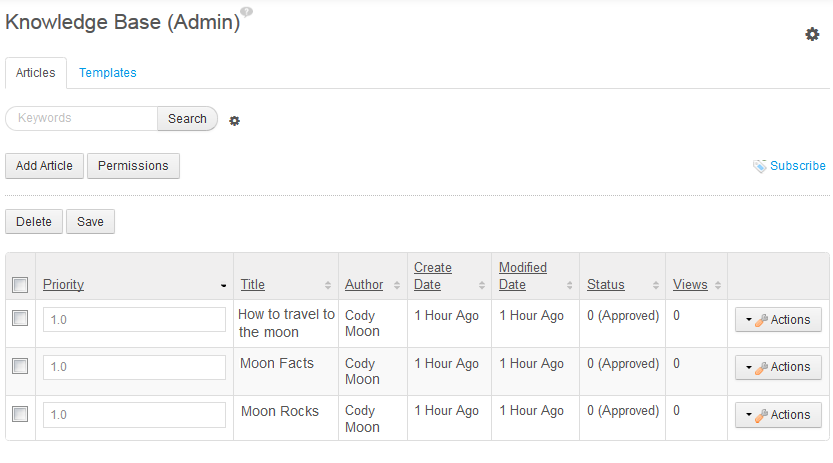 Knowledge Base (Admin)
Articles Templates
Keywords Search
Add Article Permissions Subscribe
Delete Save
Priority Title Author Create Date Modified Date Status Views
1.0 How to travel to the moon Cody Moon 1 Hour Ago 1 Hour Ago 0 (Approved) 0 Actions
1.0 Moon Facts Cody Moon 1 Hour Ago 1 Hour Ago 0 (Approved) 0 Actions
1.0 Moon Rocks Cody Moon 1 Hour Ago 1 Hour Ago 0 (Approved) 0 Actions